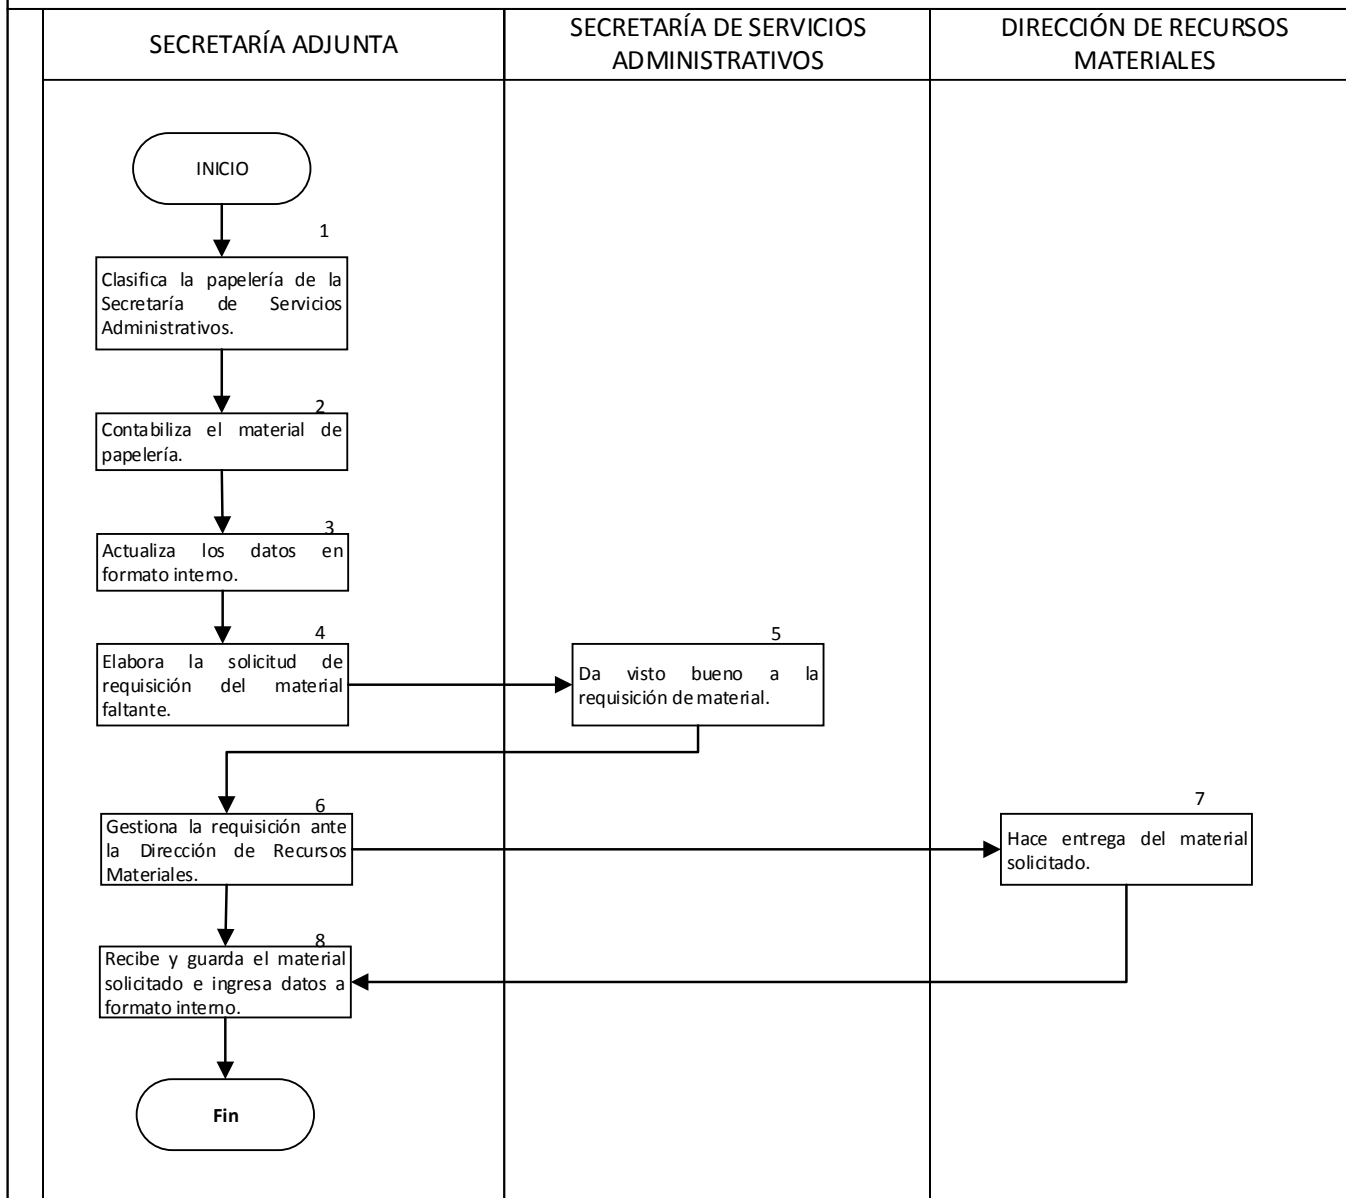 SECRETARÍA ADJUNTA
SECRETARÍA DE SERVICIOS
ADMINISTRATIVOS
DIRECCIÓN DE RECURSOS
MATERIALES
INICIO
1
Clasifica la papelería de la
Secretaría de Servicios
Administrativos.
2
Contabiliza el material de
papelería.
3
Actualiza los datos en
formato interno.
4
Elabora la solicitud de
requisición del material
faltante.
5
Da visto bueno a la
requisición de material.
6
Gestiona la requisición ante
la Dirección de Recursos
Materiales.
7
Hace entrega del material
solicitado.
8
Recibe y guarda el material
solicitado e ingresa datos a
formato interno.
Fin